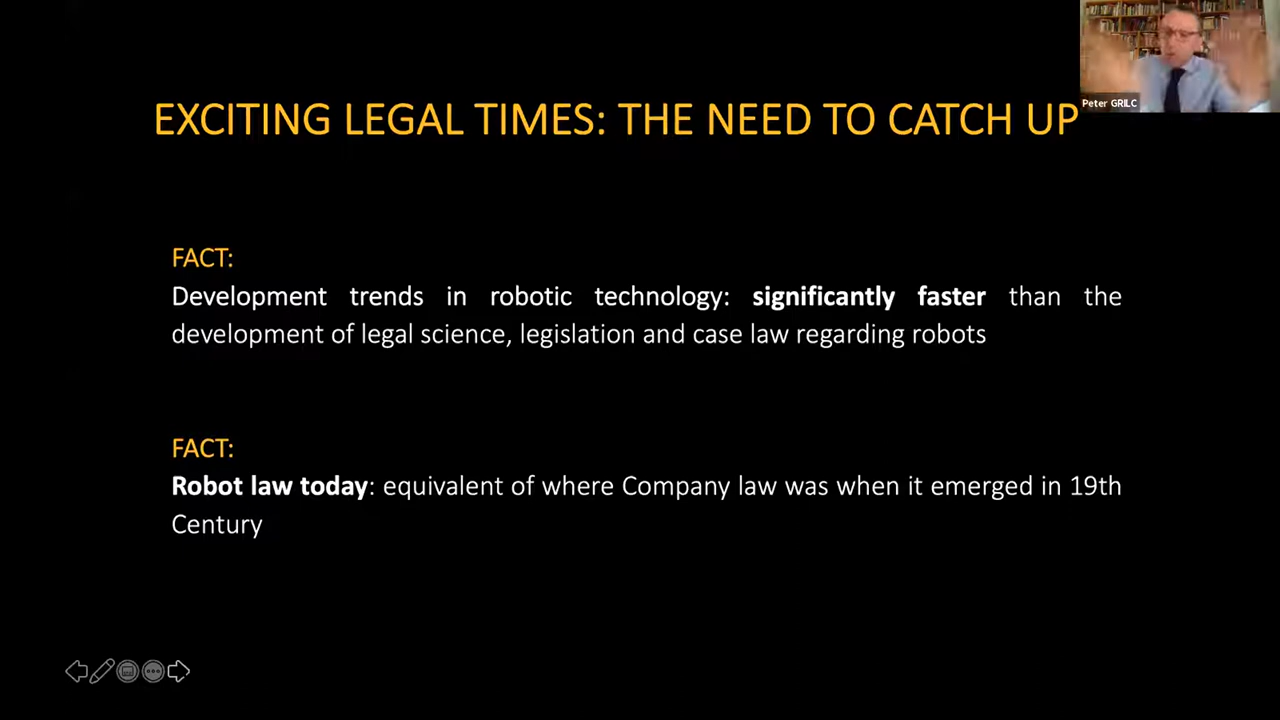 Peter GRILC
EXCITING LEGAL TIMES: THE NEED TO CATCH UP
FACT:
Development trends in robotic technology: significantly faster than the
development of legal science, legislation and case law regarding robots
FACT:
Robot law today: equivalent of where Company law was when it emerged in 19th
Century